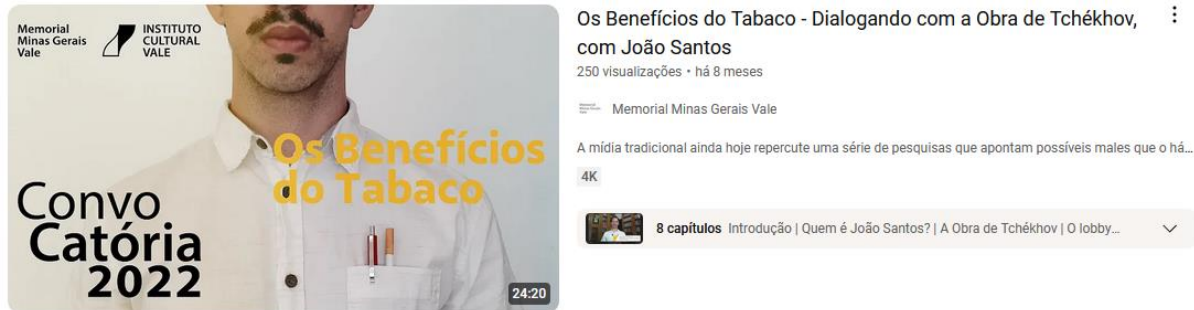 Memorial
Minas Gerais
Vale
INSTITUTO
CULTURAL
VALE
Os Benefícios
do Tabaco
Convo
Catória
2022
24:20
Os Benefícios do Tabaco - Dialogando com a Obra de Tchékhov,
com João Santos
250 visualizações • há 8 meses
Memorial Minas Gerais Vale
A mídia tradicional ainda hoje repercute uma série de pesquisas que apontam possíveis males que o há...
4K
8 capítulos Introdução | Quem é João Santos? | A Obra de Tchékhov | O lobby...